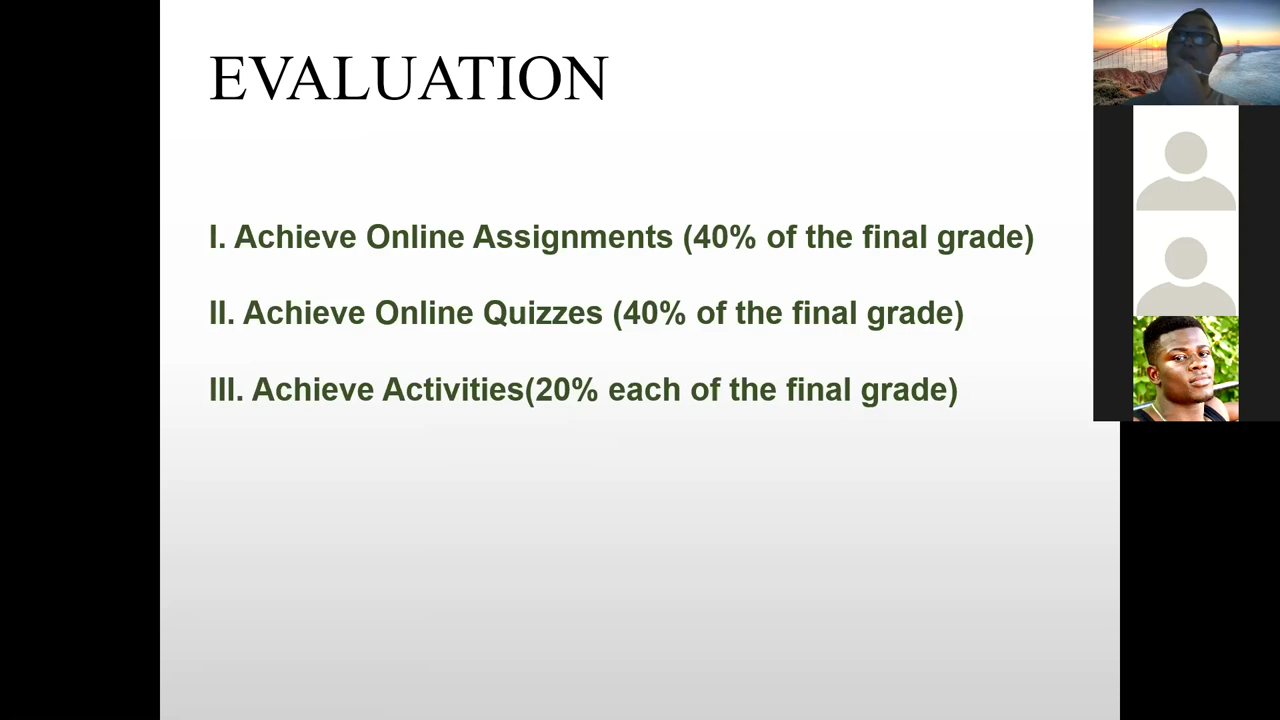 EVALUATION
I. Achieve Online Assignments (40% of the final grade)
II. Achieve Online Quizzes (40% of the final grade)
III. Achieve Activities(20% each of the final grade)